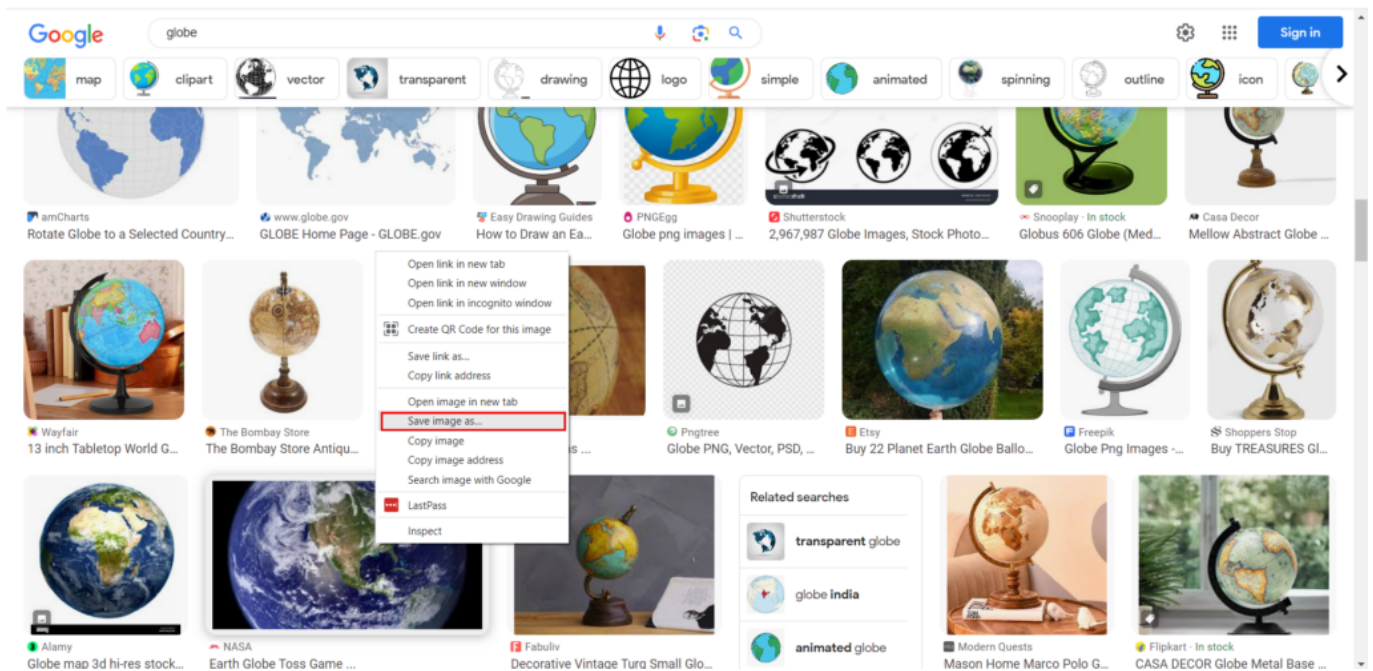 Google
globe
Sign in
map
clipart
vector
transparent
drawing
logo
simple
animated
spinning
outline
icon
amCharts
Rotate Globe to a Selected Country...
www.globe.gov
GLOBE Home Page - GLOBE.gov
Easy Drawing Guides
How to Draw an Ea...
PNGEgg
Globe png images | ...
Shutterstock
2,967,987 Globe Images, Stock Photo...
Snooplay · In stock
Globus 606 Globe (Med...
Casa Decor
Mellow Abstract Globe ...
Open link in new tab
Open link in new window
Open link in incognito window
Create QR Code for this image
Save link as...
Copy link address
Open image in new tab
Save image as...
Copy image
Copy image address
Search image with Google
LastPass
Inspect
Wayfair
13 inch Tabletop World G...
The Bombay Store
The Bombay Store Antiqu...
...
Pngtree
Globe PNG, Vector, PSD, ...
Etsy
Buy 22 Planet Earth Globe Ballo...
Freepik
Globe Png Images -...
Shoppers Stop
Buy TREASURES Gl...
Alamy
Globe map 3d hi-res stock...
NASA
Earth Globe Toss Game ...
Fabuliv
Decorative Vintage Turq Small Glo...
Related searches
transparent globe
globe india
animated globe
Modern Quests
Mason Home Marco Polo G...
Flipkart · In stock
CASA DECOR Globe Metal Base ...